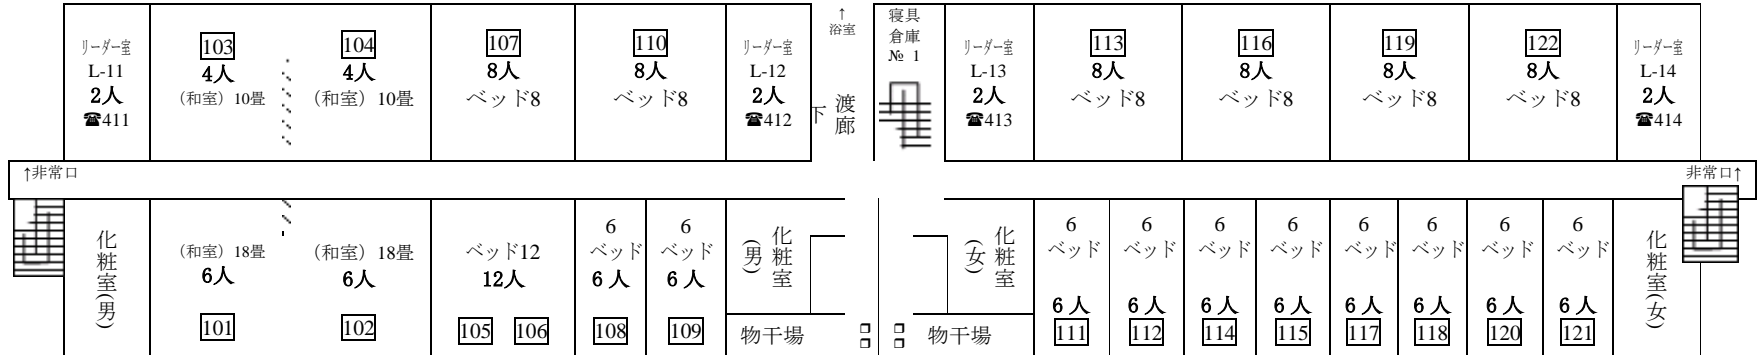 リーダー室
L-11
2人
☎411
103
4人
(和室) 10畳
104
4人
(和室) 10畳
107
8人
ベッド8
110
8人
ベッド8
リーダー室
L-12
2人
☎412
↑
浴室
渡廊下
寝具
倉庫
№ 1
リーダー室
L-13
2人
☎413
113
8人
ベッド8
116
8人
ベッド8
119
8人
ベッド8
122
8人
ベッド8
リーダー室
L-14
2人
☎414
↑非常口
非常口↑
化粧室(男)
(和室) 18畳
6人
101
(和室) 18畳
6人
102
ベッド12
12人
105 106
6
ベッド
6人
108
6
ベッド
6人
109
化粧室
(男)
物干場
化粧室
(女)
物干場
6
ベッド
6人
111
6
ベッド
6人
112
6
ベッド
6人
114
6
ベッド
6人
115
6
ベッド
6人
117
6
ベッド
6人
118
6
ベッド
6人
120
6
ベッド
6人
121
化粧室(女)